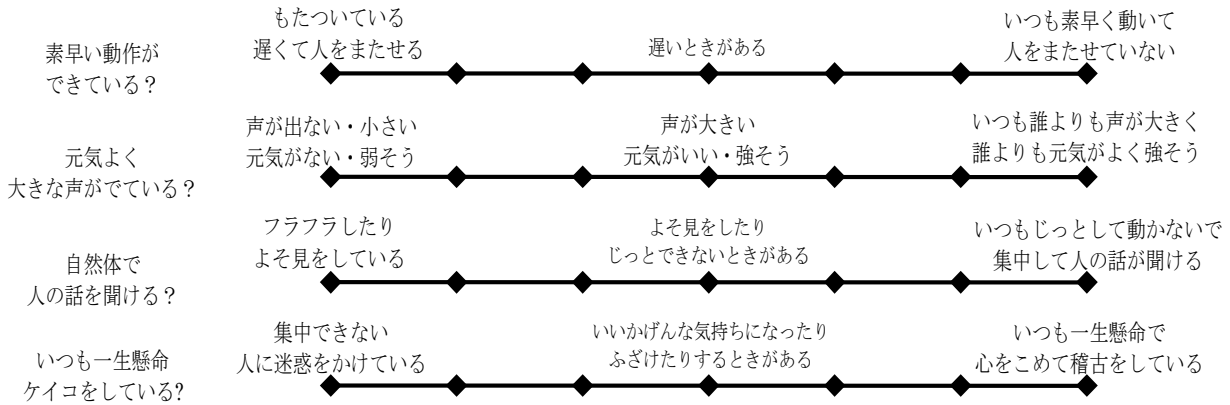 素早い動作が
できている？
もたついている
遅くて人をまたせる
遅いときがある
いつも素早く動いて
人をまたせていない
元気よく
大きな声がでている？
声が出ない・小さい
元気がない・弱そう
声が大きい
元気がいい・強そう
いつも誰よりも声が大きく
誰よりも元気がよく強そう
自然体で
人の話を聞ける？
フラフラしたり
よそ見をしている
よそ見をしたり
じっとできないときがある
いつもじっとして動かないで
集中して人の話が聞ける
いつも一生懸命
ケイコをしている?
集中できない
人に迷惑をかけている
いいかげんな気持ちになったり
ふざけたりするときがある
いつも一生懸命で
心をこめて稽古をしている